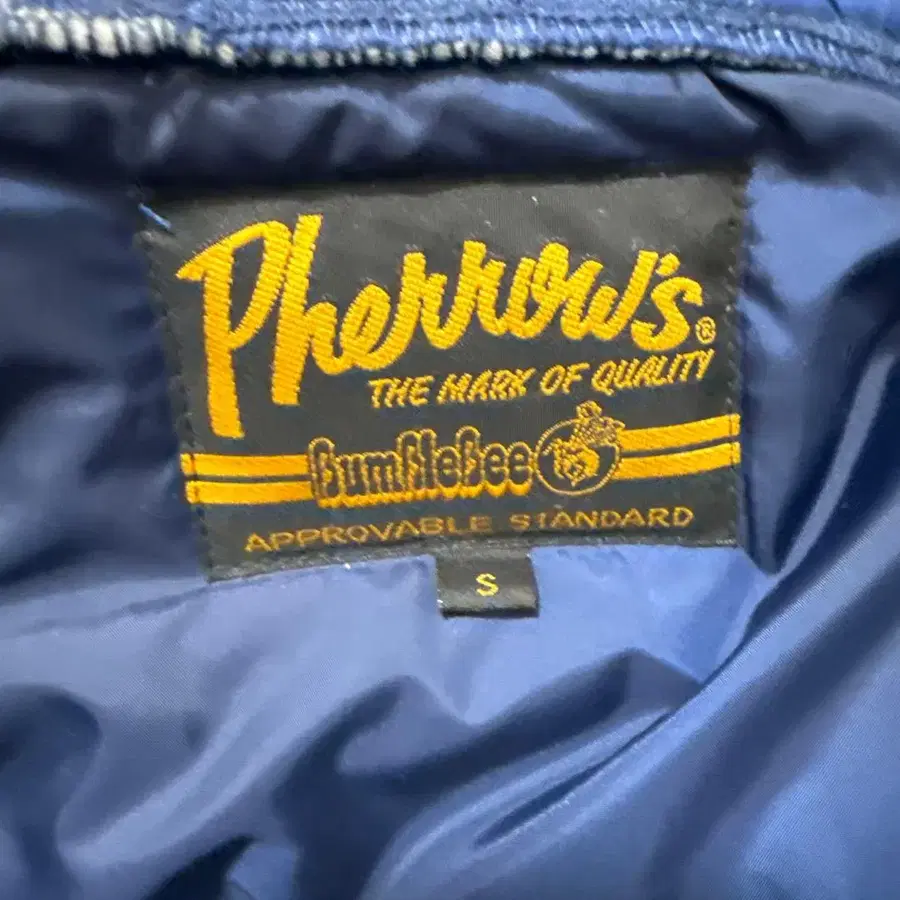 Pherrow's®
THE MARK OF QUALITY
BumbleBee
APPROVABLE STANDARD
S